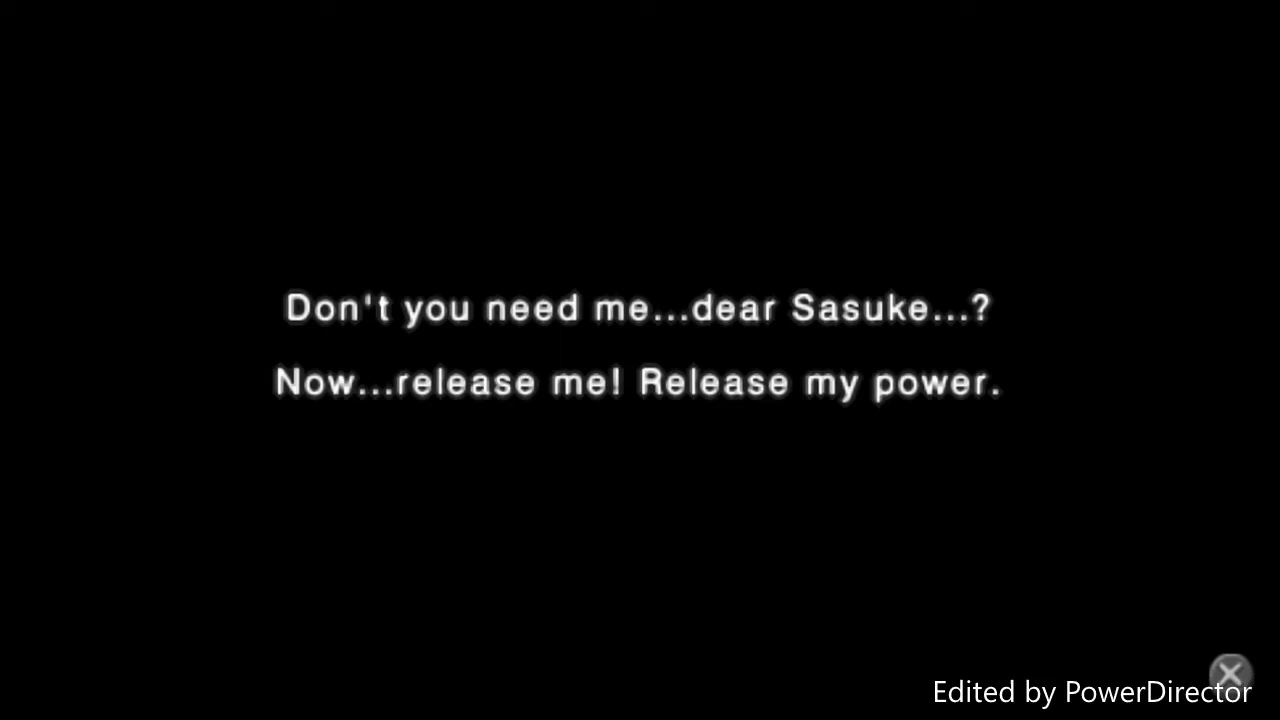 Don't you need me...dear Sasuke...?
Now...release me! Release my power.
Edited by PowerDirector